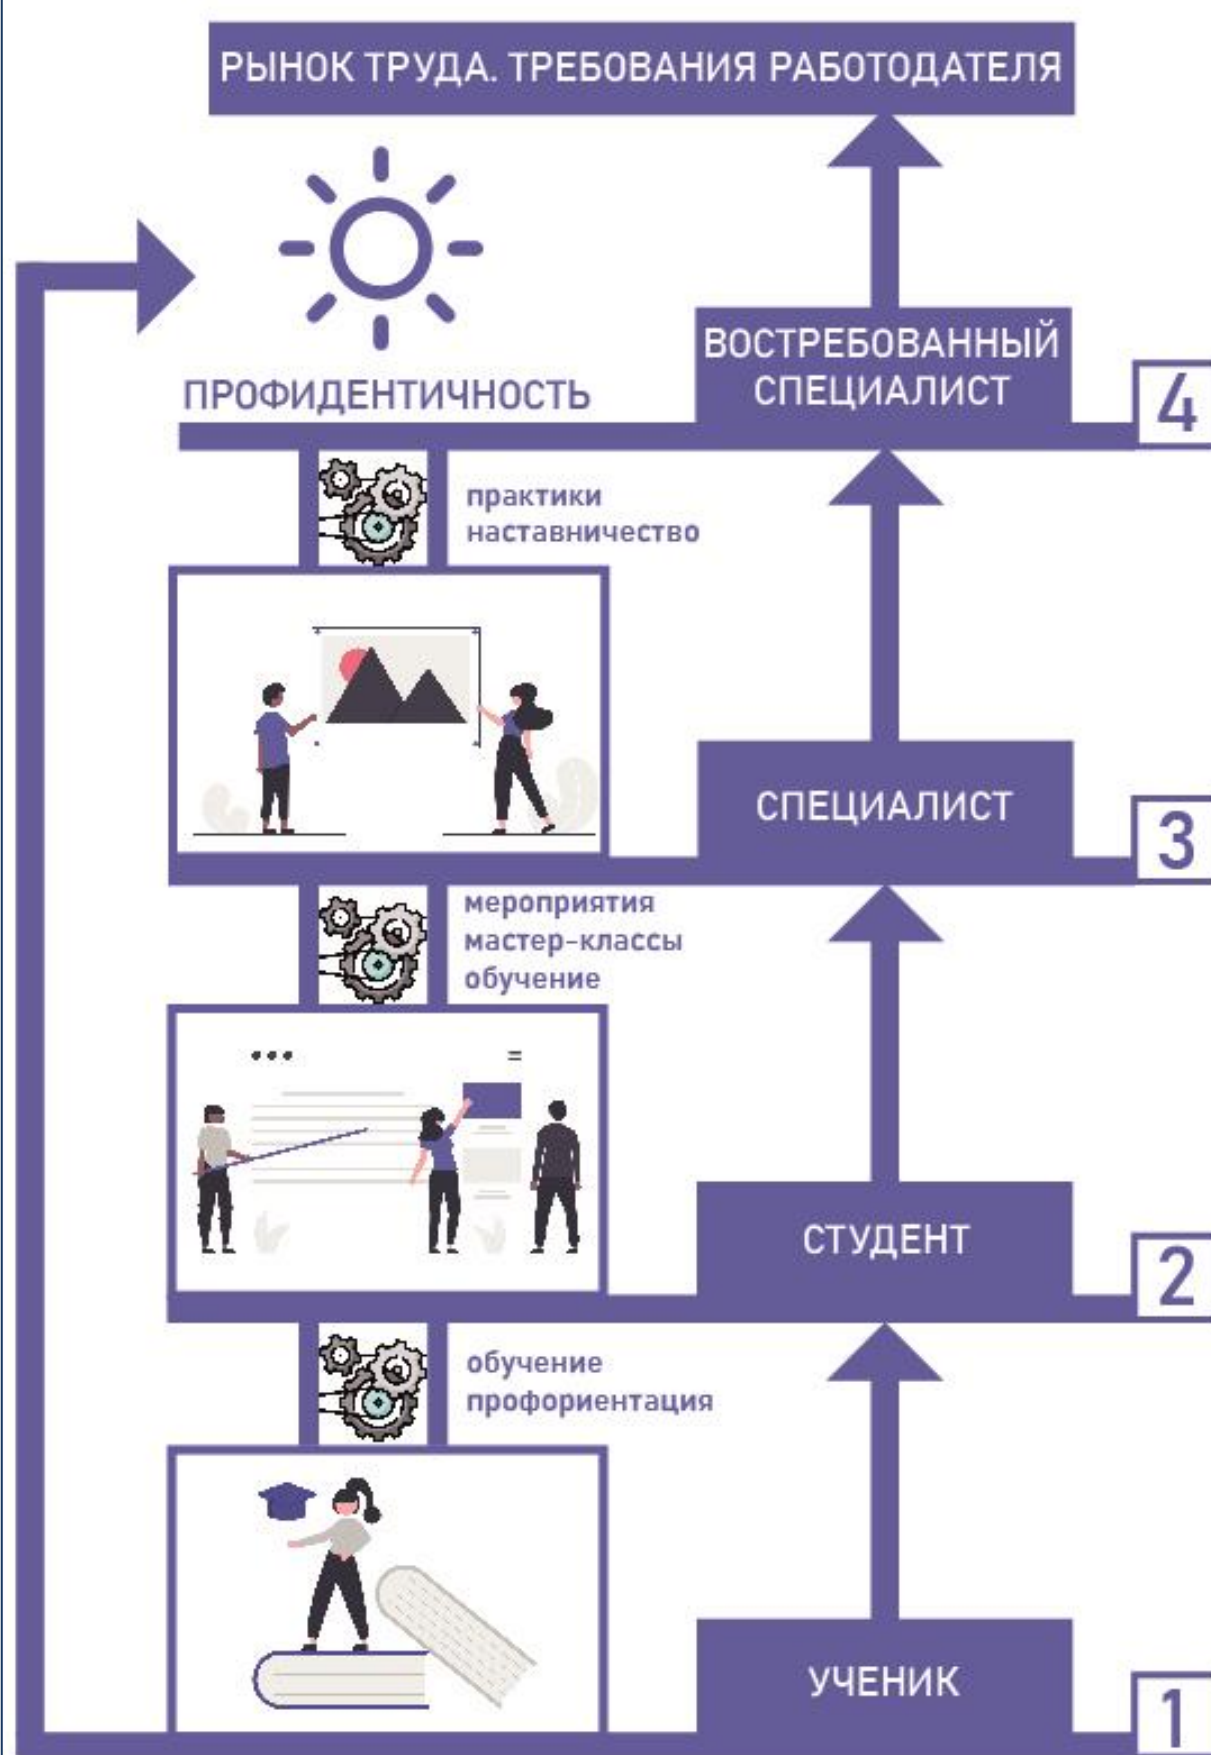 РЫНОК ТРУДА. ТРЕБОВАНИЯ РАБОТОДАТЕЛЯ
ВОСТРЕБОВАННЫЙ
СПЕЦИАЛИСТ
4
ПРОФИДЕНТИЧНОСТЬ
практики
наставничество
СПЕЦИАЛИСТ
3
мероприятия
мастер-классы
обучение
СТУДЕНТ
2
обучение
профориентация
УЧЕНИК
1